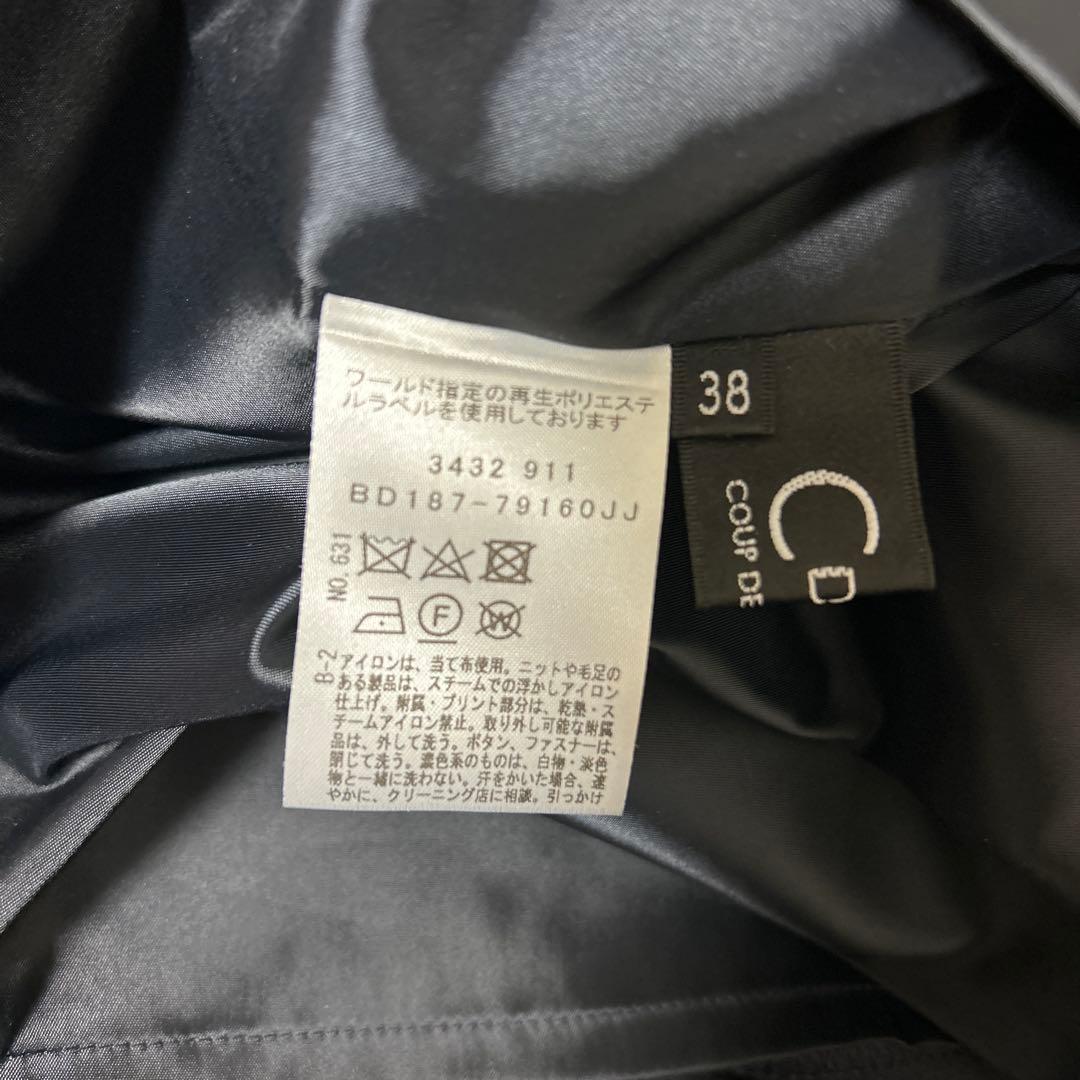 ワールド指定の再生ポリエステ
ルラベルを使用しております
3432 911
BD187-79160JJ
NO. 631
F
W
B-2
アイロンは、当て布使用。ニットや毛足の
ある製品は、スチームでの浮かしアイロン
仕上げ。附属・プリント部分は、乾熱・ス
チームアイロン禁止。取り外し可能な附属
品は、外して洗う。ボタン、ファスナーは、
閉じて洗う。濃色系のものは、白物・淡色
物と一緒に洗わない。汗をかいた場合、速
やかに、クリーニング店に相談。引っかけ
38
CD
COUP DE